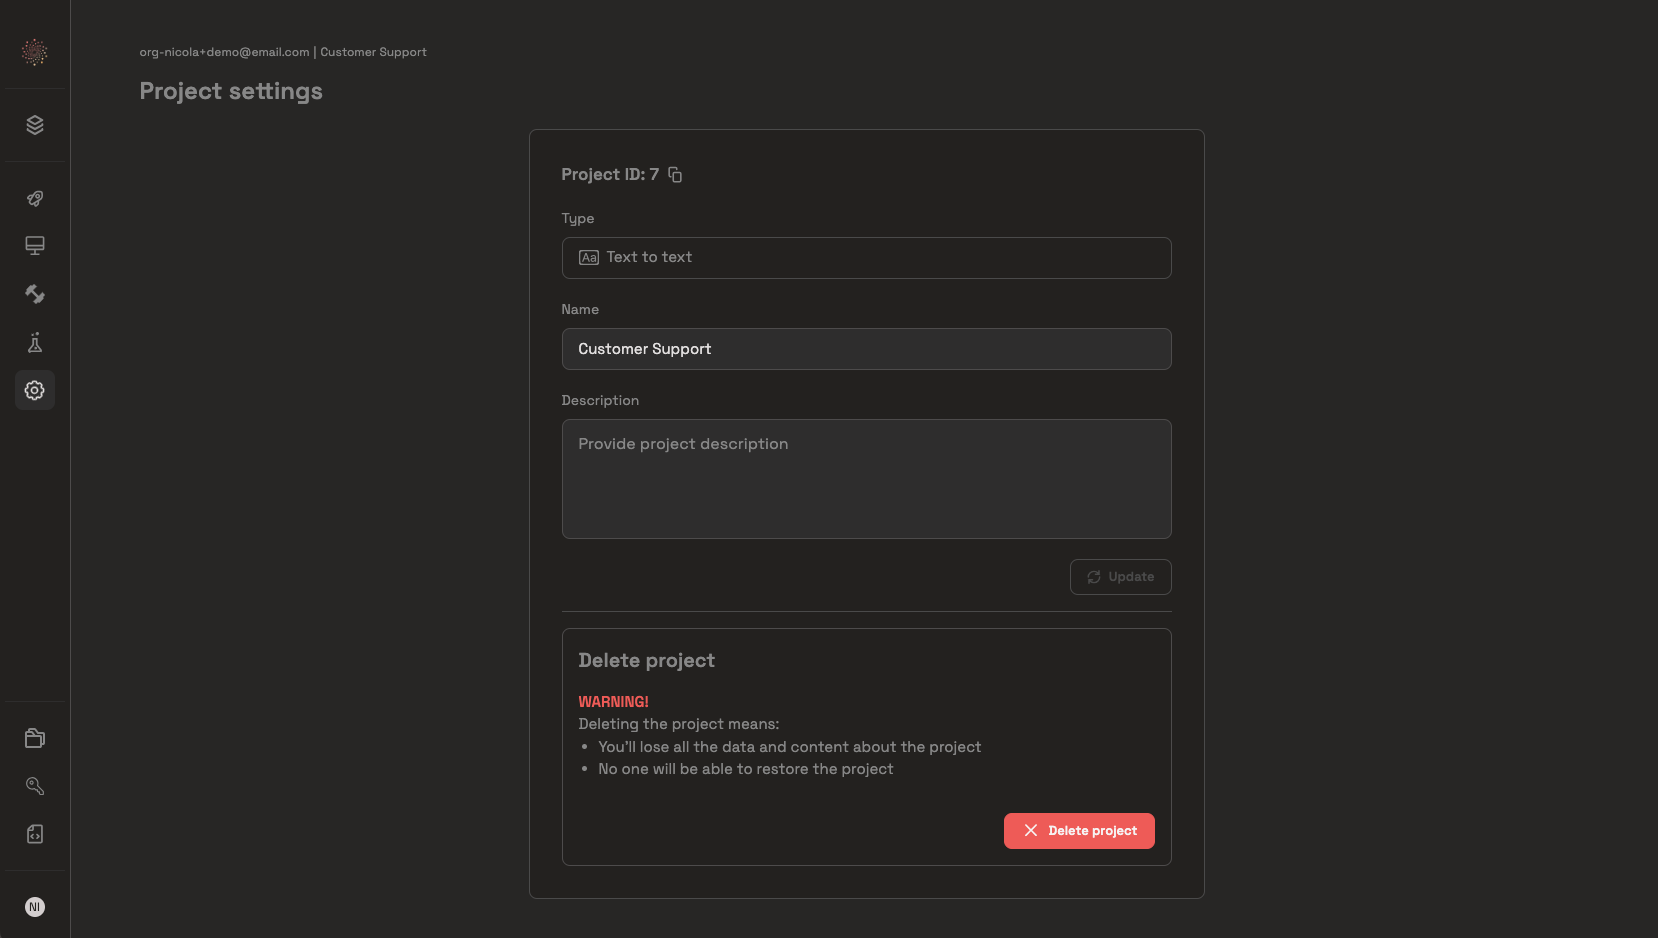 org-nicola+demo@email.com | Customer Support
Project settings
Project ID: 7
Type
Aa Text to text
Name
Customer Support
Description
Provide project description
Update
Delete project
WARNING!
Deleting the project means:
• You'll lose all the data and content about the project
• No one will be able to restore the project
Delete project
NI